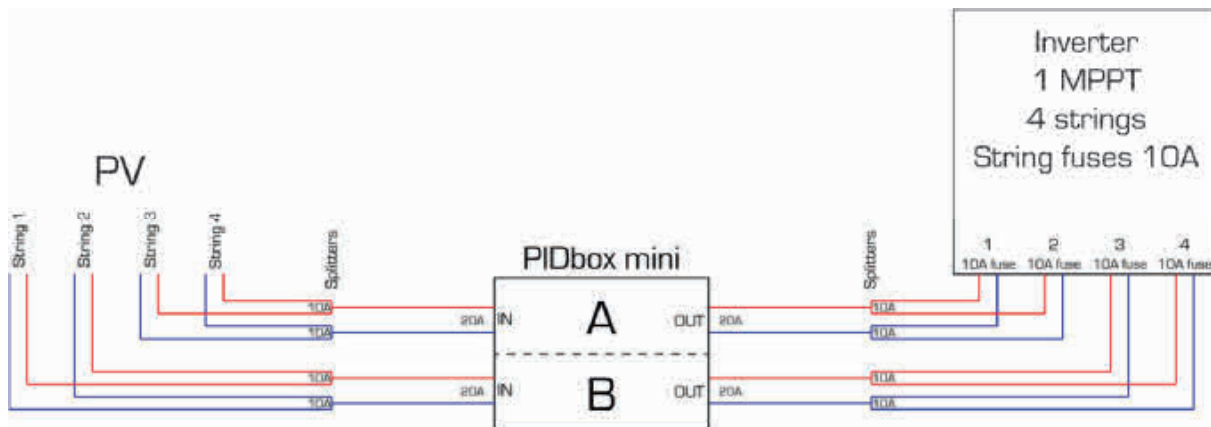 Inverter
1 MPPT
4 strings
String fuses 10A
PV
String 1
String 2
String 3
String 4
Splitters
PIDbox mini
Splitters
1 2 3 4
10A fuse 10A fuse 10A fuse 10A fuse
10A
10A
20A IN A OUT 20A
10A
10A
10A
10A
20A IN B OUT 20A
10A
10A